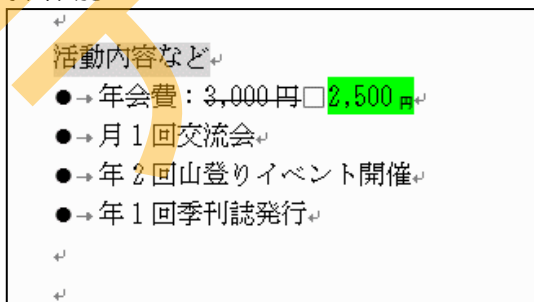 活動内容など
●→年会費：3,000円□2,500円
●→月1回交流会
●→年2回山登りイベント開催
●→年1回季刊誌発行